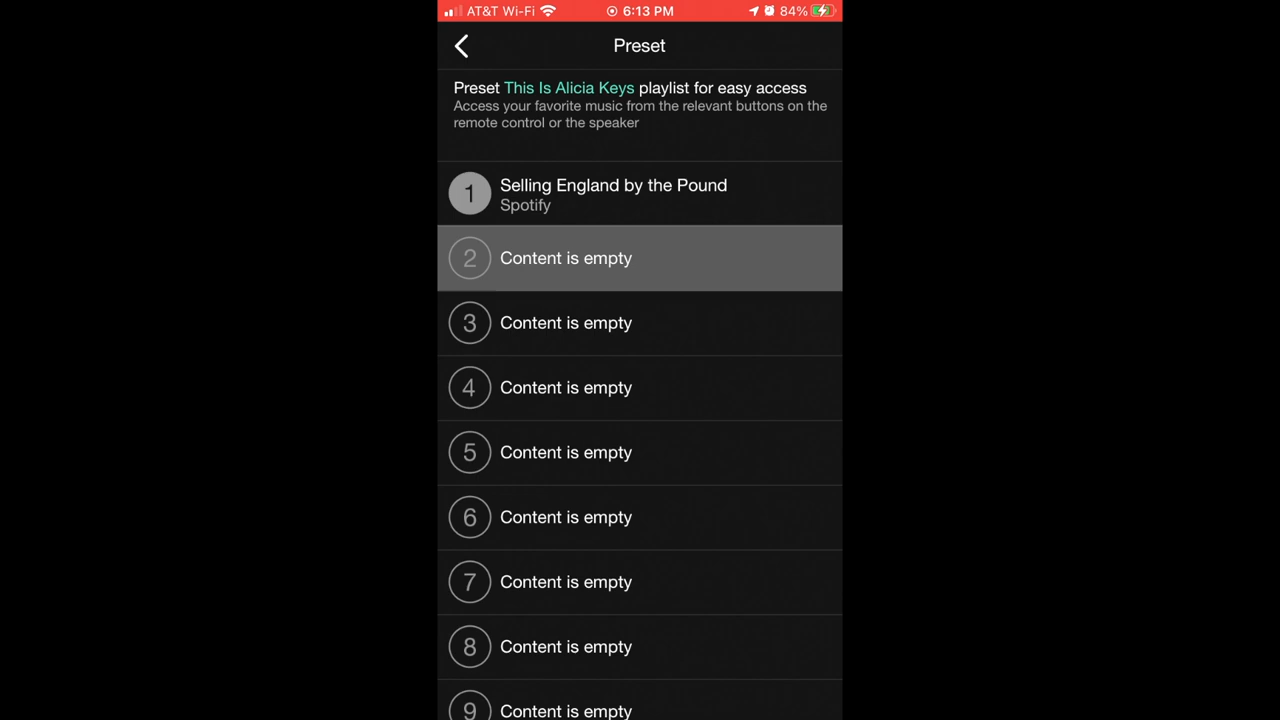 AT&T Wi-Fi 6:13 PM 84%
Preset
Preset This Is Alicia Keys playlist for easy access
Access your favorite music from the relevant buttons on the
remote control or the speaker
1 Selling England by the Pound
Spotify
2 Content is empty
3 Content is empty
4 Content is empty
5 Content is empty
6 Content is empty
7 Content is empty
8 Content is empty
9 Content is empty